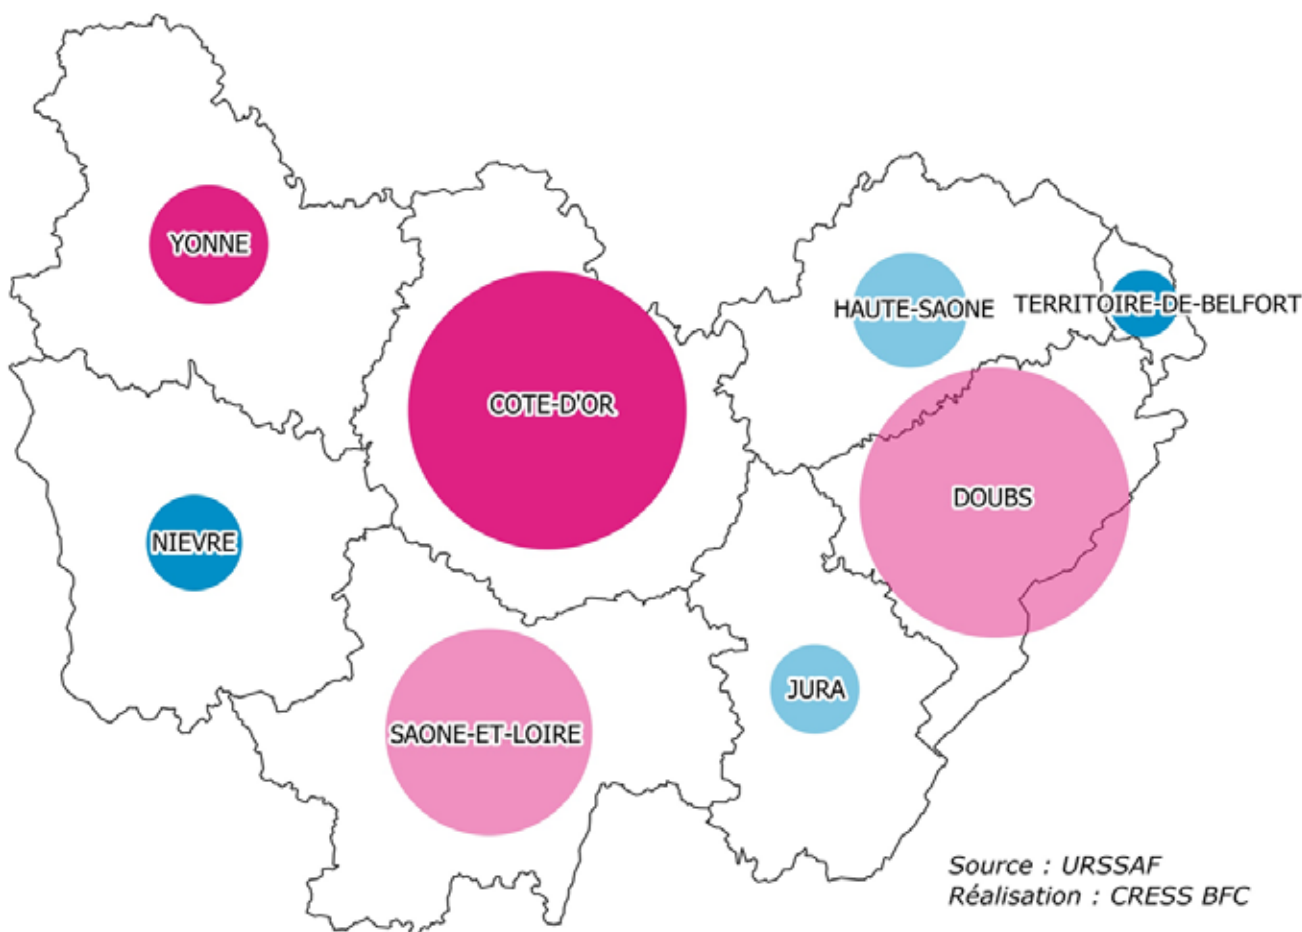 YONNE
HAUTE-SAONE
TERRITOIRE-DE-BELFORT
COTE-D'OR
DOUBS
NIEVRE
JURA
SAONE-ET-LOIRE
Source : URSSAF
Réalisation : CRESS BFC